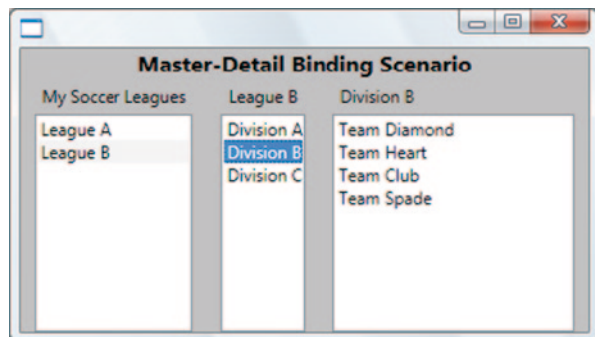 Master-Detail Binding Scenario
My Soccer Leagues
League A
League B
League B
Division A
Division B
Division C
Division B
Team Diamond
Team Heart
Team Club
Team Spade